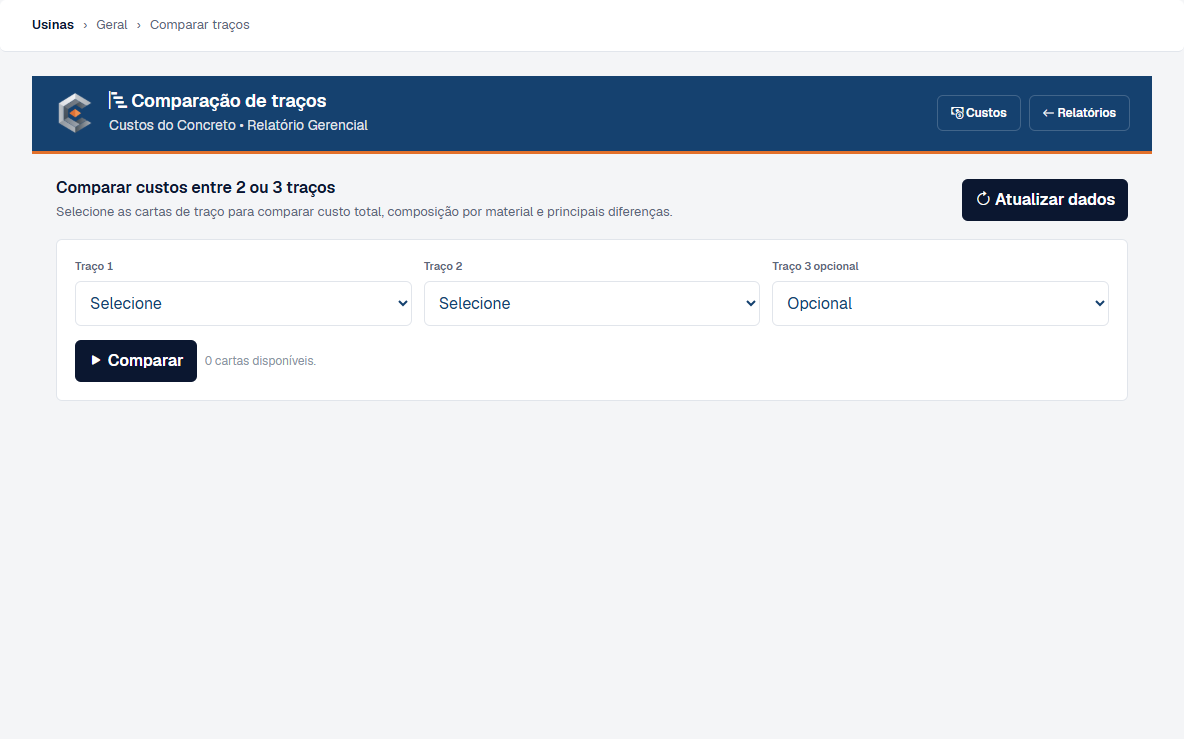 Usinas › Geral › Comparar traços
Comparação de traços
Custos do Concreto • Relatório Gerencial
Custos
← Relatórios
Comparar custos entre 2 ou 3 traços
Selecione as cartas de traço para comparar custo total, composição por material e principais diferenças.
Atualizar dados
Traço 1
Selecione
Traço 2
Selecione
Traço 3 opcional
Opcional
Comparar
0 cartas disponíveis.